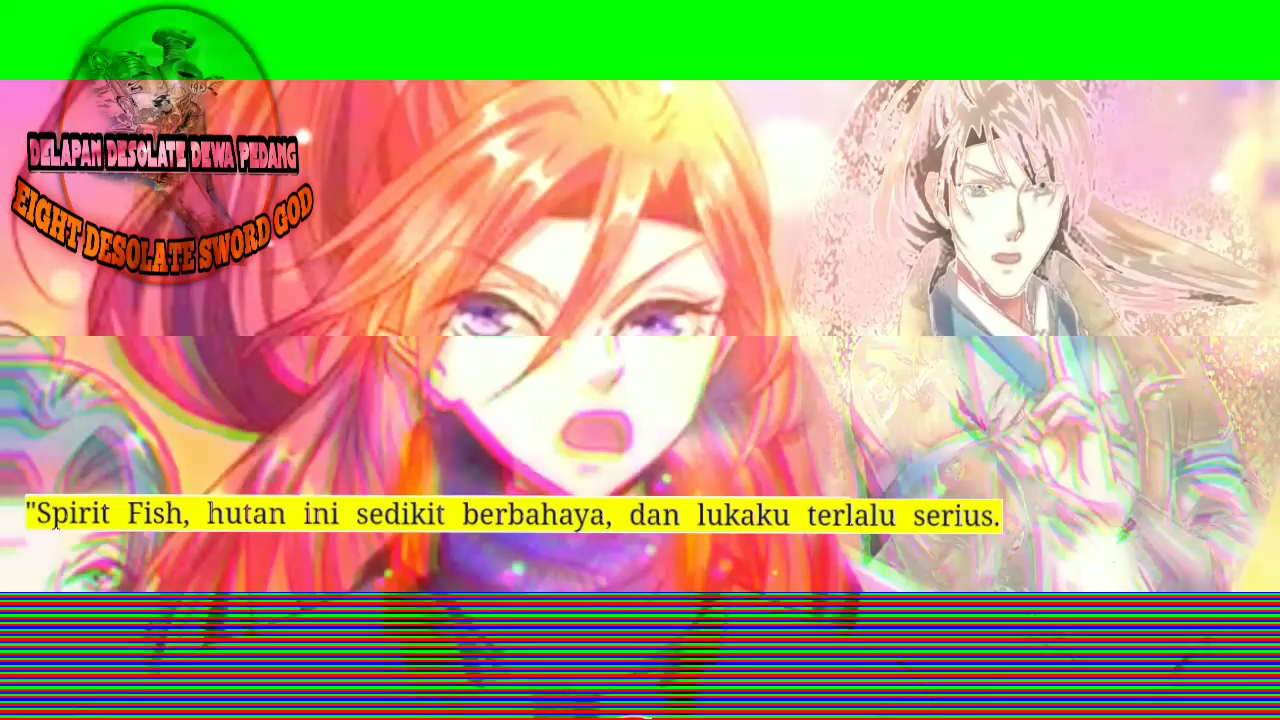 DELAPAN DESOLATE DEWA PEDANG
EIGHT DESOLATE SWORD GOD
"Spirit Fish, hutan ini sedikit berbahaya, dan lukaku terlalu serius.